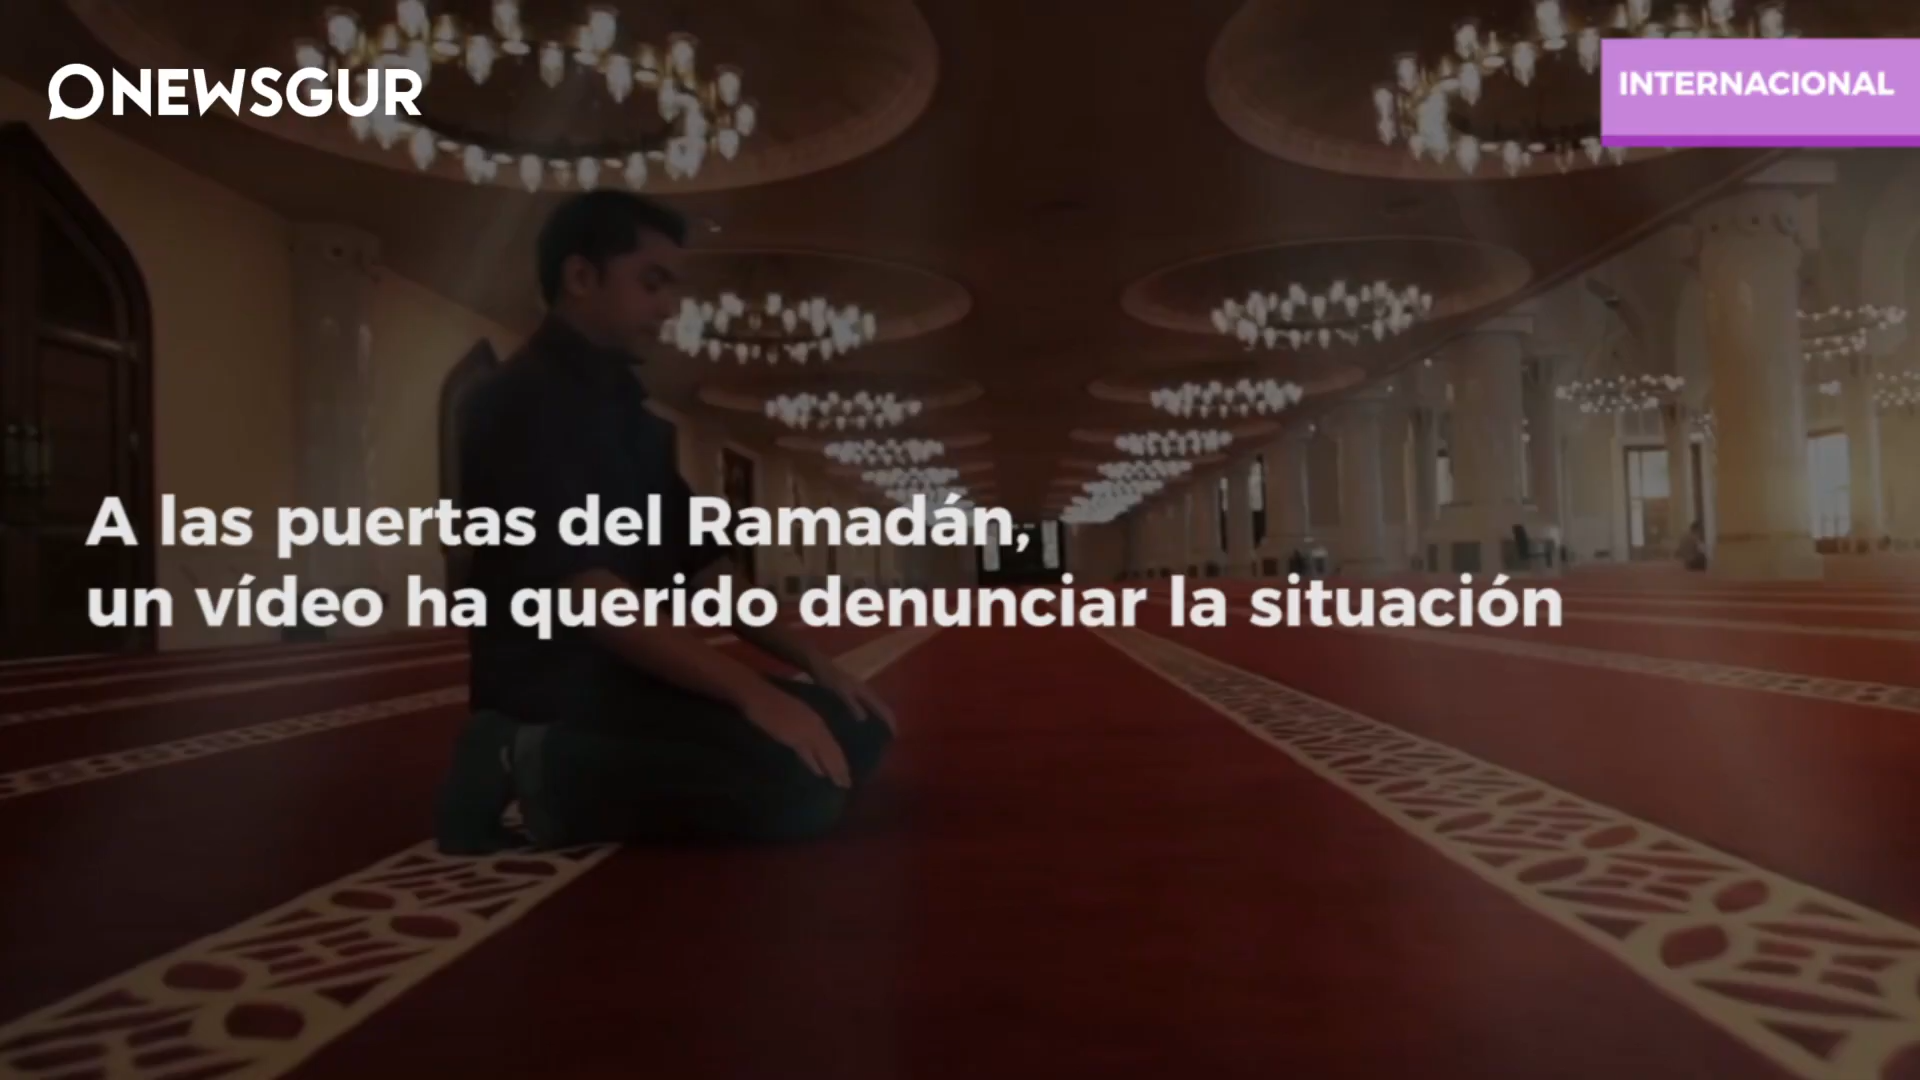 NEWSGUR
INTERNACIONAL
A las puertas del Ramadán,
un vídeo ha querido denunciar la situación